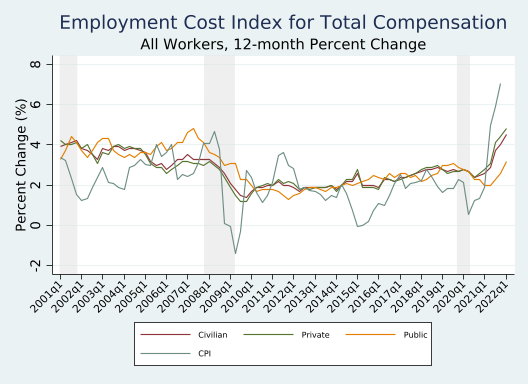 Employment Cost Index for Total Compensation
All Workers, 12-month Percent Change
Percent Change (%)
8
6
4
2
0
-2
2001q1 2002q1 2003q1 2004q1 2005q1 2006q1 2007q1 2008q1 2009q1 2010q1 2011q1 2012q1 2013q1 2014q1 2015q1 2016q1 2017q1 2018q1 2019q1 2020q1 2021q1 2022q1
Civilian Private Public
CPI